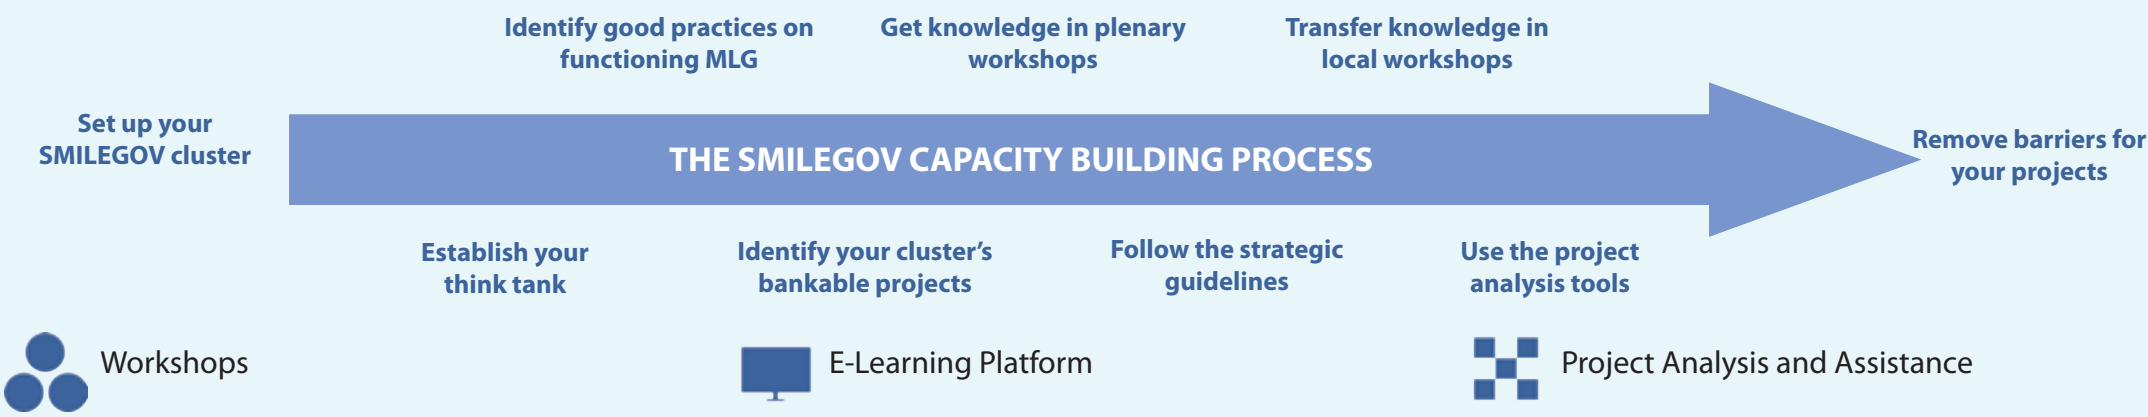 Identify good practices on
functioning MLG
Get knowledge in plenary
workshops
Transfer knowledge in
local workshops
Set up your
SMILEGOV cluster
THE SMILEGOV CAPACITY BUILDING PROCESS
Remove barriers for
your projects
Establish your
think tank
Identify your cluster’s
bankable projects
Follow the strategic
guidelines
Use the project
analysis tools
Workshops
E-Learning Platform
Project Analysis and Assistance